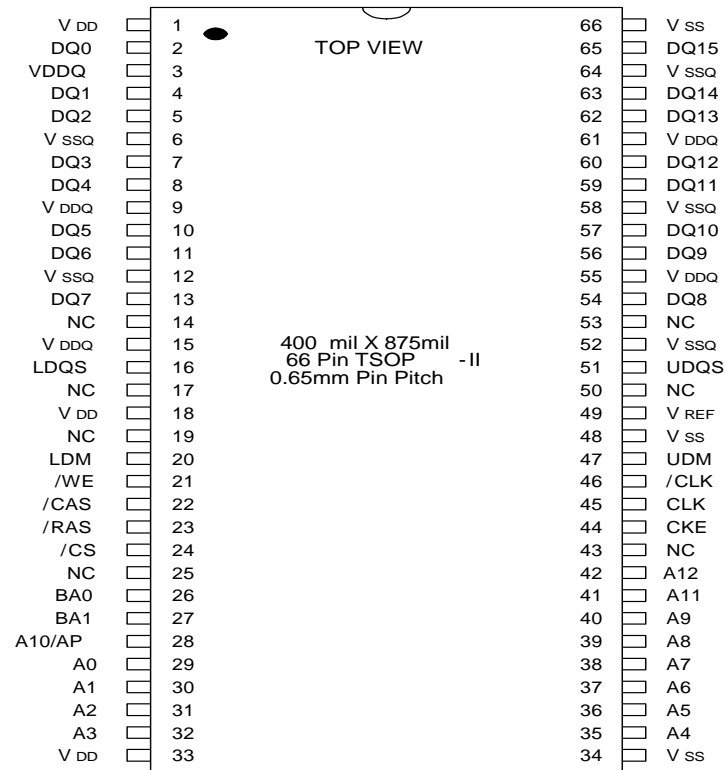 V DD 1 TOP VIEW 66 V SS
DQ0 2 65 DQ15
VDDQ 3 64 V SSQ
DQ1 4 63 DQ14
DQ2 5 62 DQ13
V SSQ 6 61 V DDQ
DQ3 7 60 DQ12
DQ4 8 59 DQ11
V DDQ 9 58 V SSQ
DQ5 10 57 DQ10
DQ6 11 56 DQ9
V SSQ 12 55 V DDQ
DQ7 13 54 DQ8
NC 14 53 NC
V DDQ 15 400 mil X 875mil 52 V SSQ
LDQS 16 66 Pin TSOP -II 51 UDQS
NC 17 0.65mm Pin Pitch 50 NC
V DD 18 49 V REF
NC 19 48 V SS
LDM 20 47 UDM
/WE 21 46 /CLK
/CAS 22 45 CLK
/RAS 23 44 CKE
/CS 24 43 NC
NC 25 42 A12
BA0 26 41 A11
BA1 27 40 A9
A10/AP 28 39 A8
A0 29 38 A7
A1 30 37 A6
A2 31 36 A5
A3 32 35 A4
V DD 33 34 V SS